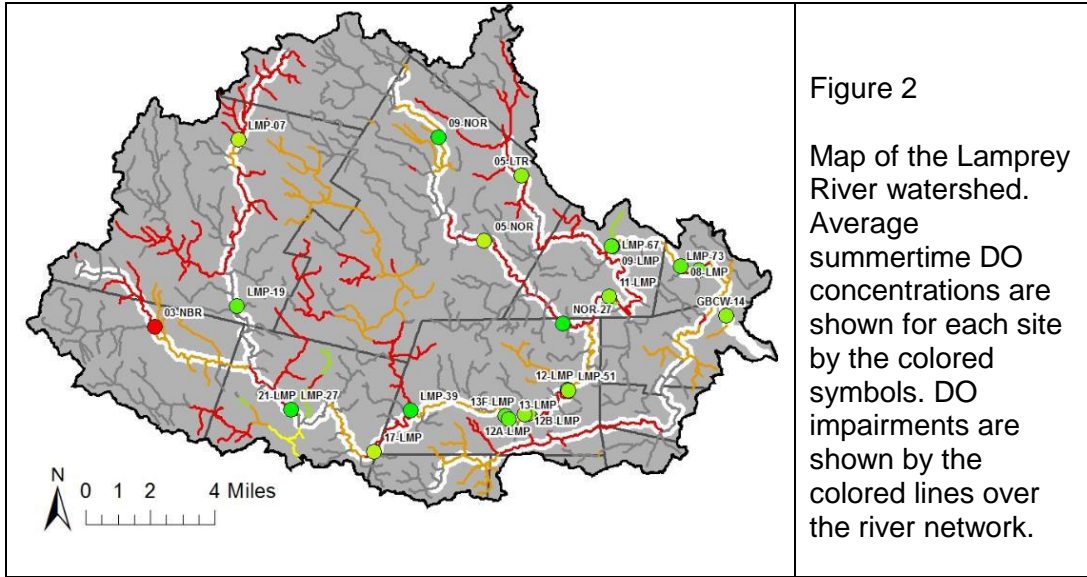 LMP-07
09-NOR
05-LTR
05-NOR
LMP-67
09-LMP
LMP-73
08-LMP
11-LMP
GBCW-14
LMP-19
03-NBR
NOR-27
12-LMP LMP-51
21-LMP LMP-27
LMP-39
13F-LMP 13-LMP
12A-LMP 12B-LMP
17-LMP
N
0 1 2 4 Miles
Figure 2
Map of the Lamprey
River watershed.
Average
summertime DO
concentrations are
shown for each site
by the colored
symbols. DO
impairments are
shown by the
colored lines over
the river network.